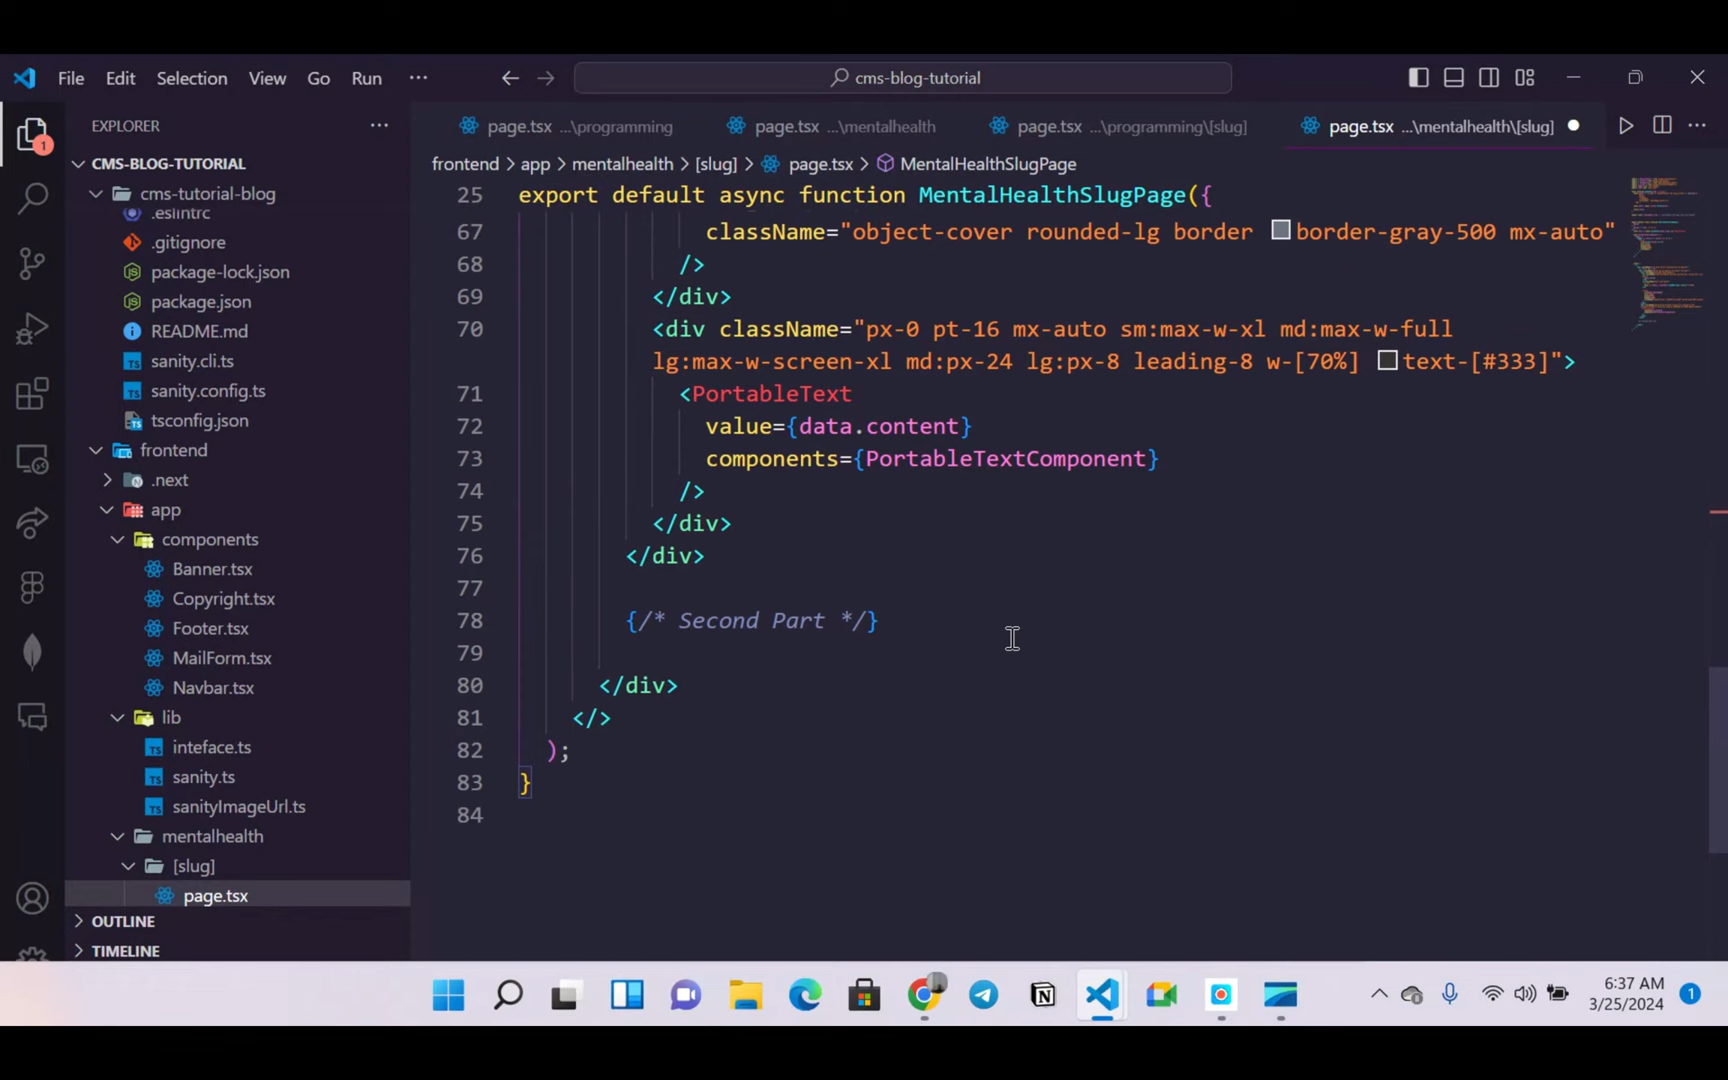 File Edit Selection View Go Run ... cms-blog-tutorial
EXPLORER ...
page.tsx ...\programming page.tsx ...\mentalhealth page.tsx ...\programming\[slug] page.tsx ...\mentalhealth\[slug] ...
frontend > app > mentalhealth > [slug] > page.tsx > MentalHealthSlugPage
1
CMS-BLOG-TUTORIAL
cms-tutorial-blog
.eslintrc
.gitignore
package-lock.json
package.json
README.md
TS sanity.cli.ts
TS sanity.config.ts
tsconfig.json
frontend
.next
app
components
Banner.tsx
Copyright.tsx
Footer.tsx
MailForm.tsx
Navbar.tsx
lib
TS inteface.ts
TS sanity.ts
TS sanityImageUrl.ts
mentalhealth
[slug]
page.tsx
OUTLINE
TIMELINE
25 export default async function MentalHealthSlugPage({
67 className="object-cover rounded-lg border border-gray-500 mx-auto"
68 />
69 </div>
70 <div className="px-0 pt-16 mx-auto sm:max-w-xl md:max-w-full
lg:max-w-screen-xl md:px-24 lg:px-8 leading-8 w-[70%] text-[#333]">
71 <PortableText
72 value={data.content}
73 components={PortableTextComponent}
74 />
75 </div>
76 </div>
77
78 {/* Second Part */}
79
80 </div>
81 </>
82 );
83 }
84
6:37 AM
3/25/2024
1